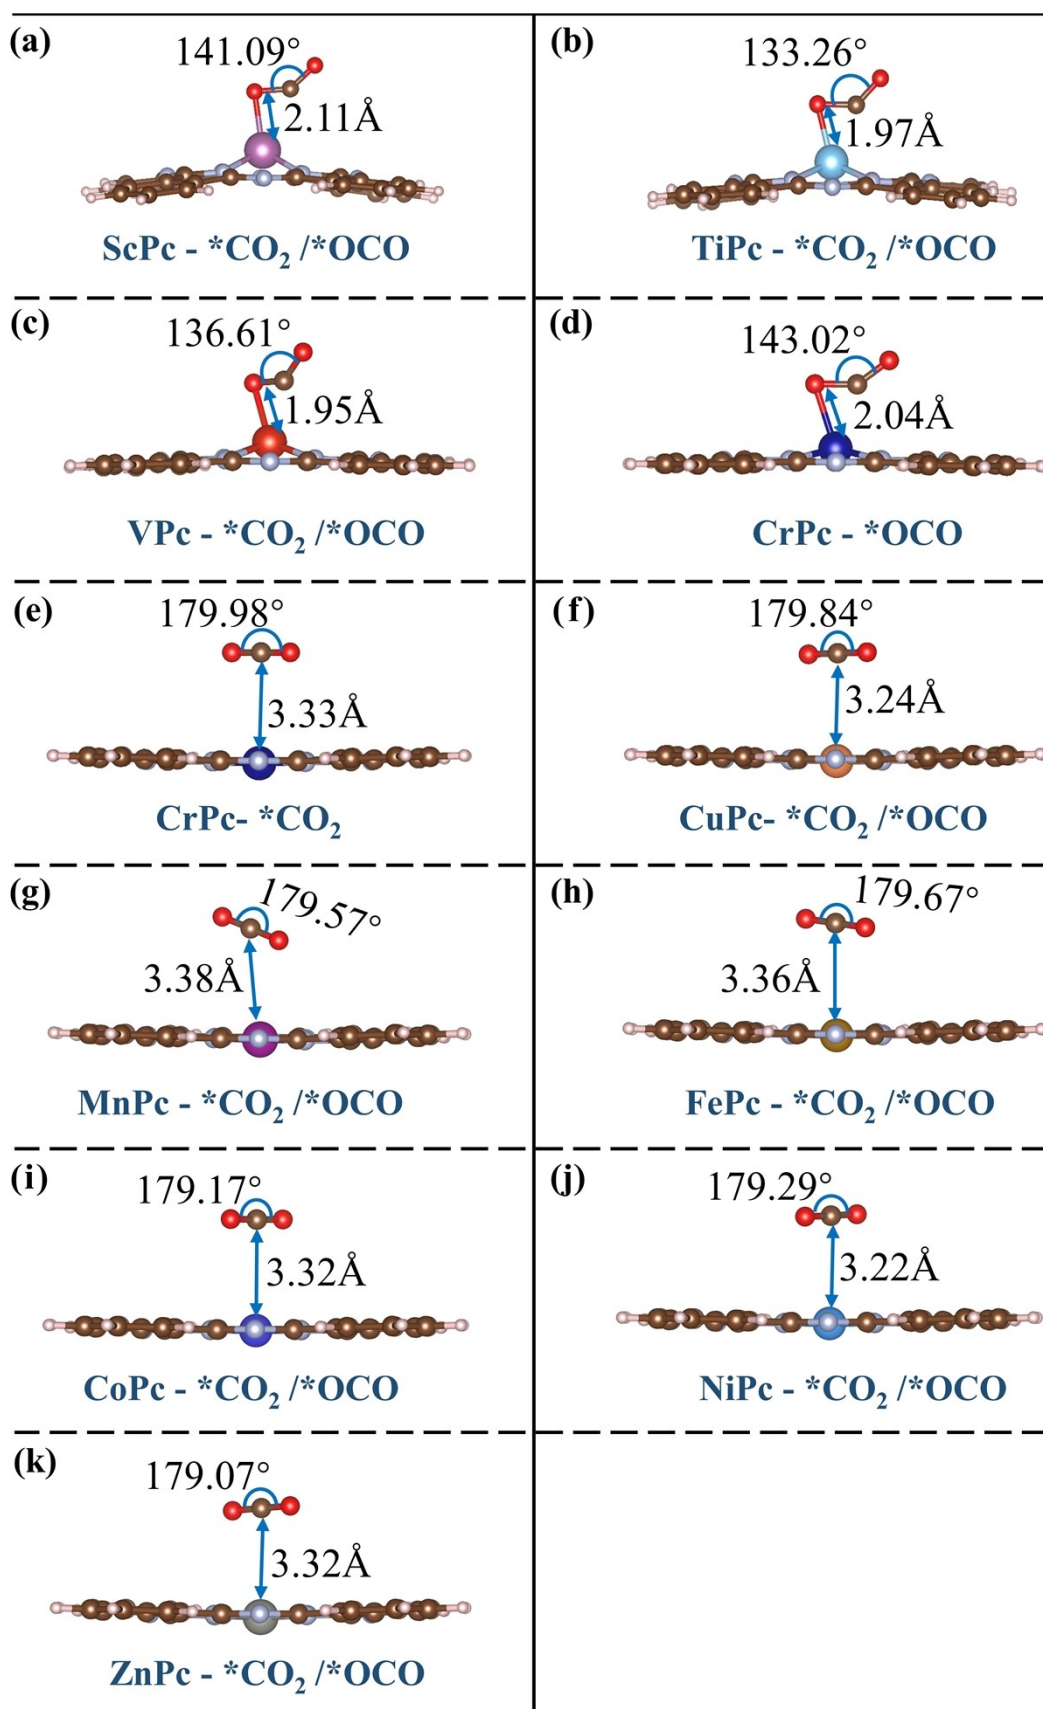 (a)
141.09°
2.11Å
ScPc - *CO₂ /*OCO
(b)
133.26°
1.97Å
TiPc - *CO₂ /*OCO
(c)
136.61°
1.95Å
VPc - *CO₂ /*OCO
(d)
143.02°
2.04Å
CrPc - *OCO
(e)
179.98°
3.33Å
CrPc- *CO₂
(f)
179.84°
3.24Å
CuPc- *CO₂ /*OCO
(g)
179.57°
3.38Å
MnPc - *CO₂ /*OCO
(h)
179.67°
3.36Å
FePc - *CO₂ /*OCO
(i)
179.17°
3.32Å
CoPc - *CO₂ /*OCO
(j)
179.29°
3.22Å
NiPc - *CO₂ /*OCO
(k)
179.07°
3.32Å
ZnPc - *CO₂ /*OCO